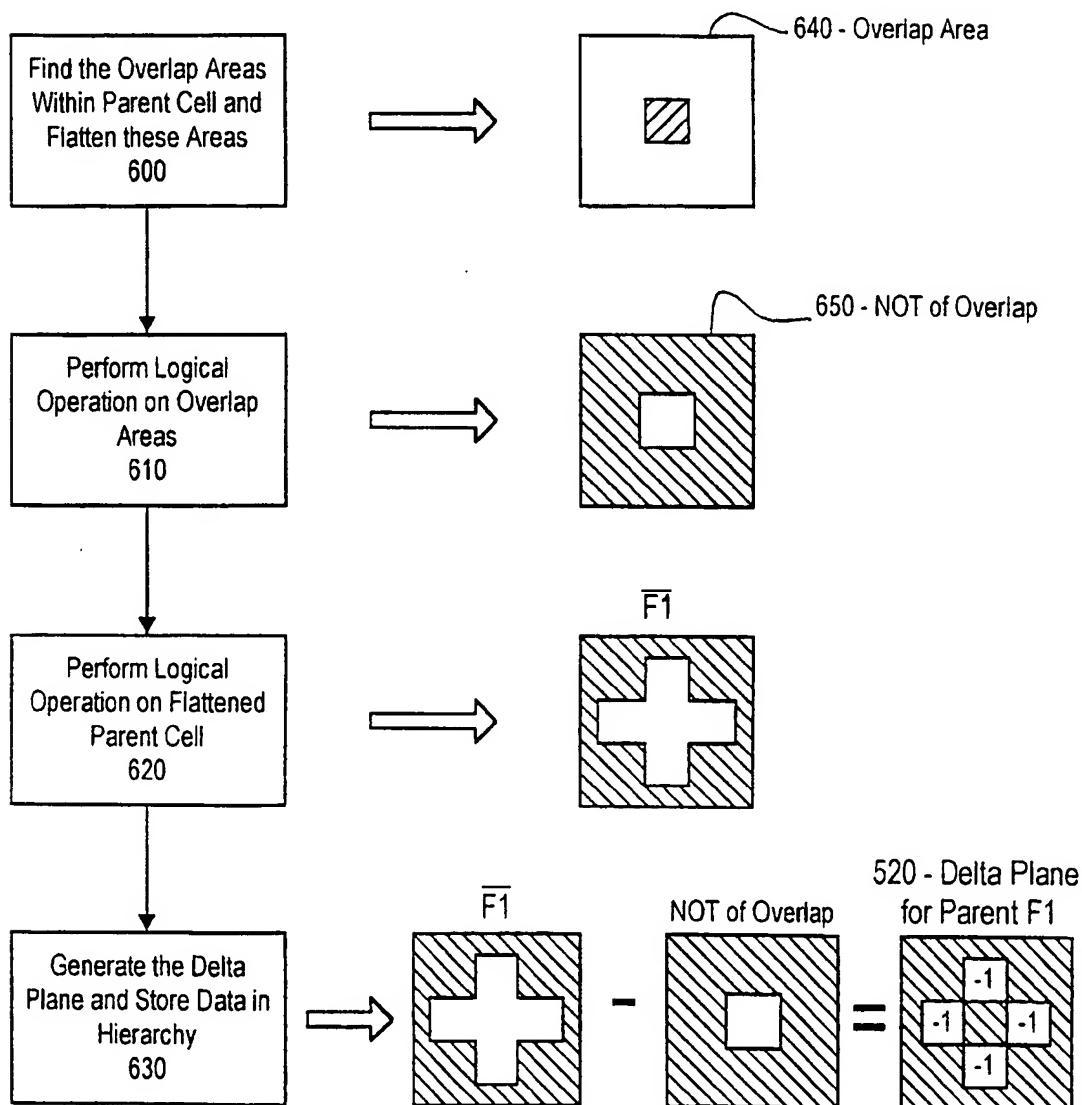 Find the Overlap Areas
Within Parent Cell and
Flatten these Areas
600
640 - Overlap Area
Perform Logical
Operation on Overlap
Areas
610
650 - NOT of Overlap
Perform Logical
Operation on Flattened
Parent Cell
620
F1
Generate the Delta
Plane and Store Data in
Hierarchy
630
F1
-
NOT of Overlap
=
520 - Delta Plane
for Parent F1
-1
-1 -1
-1